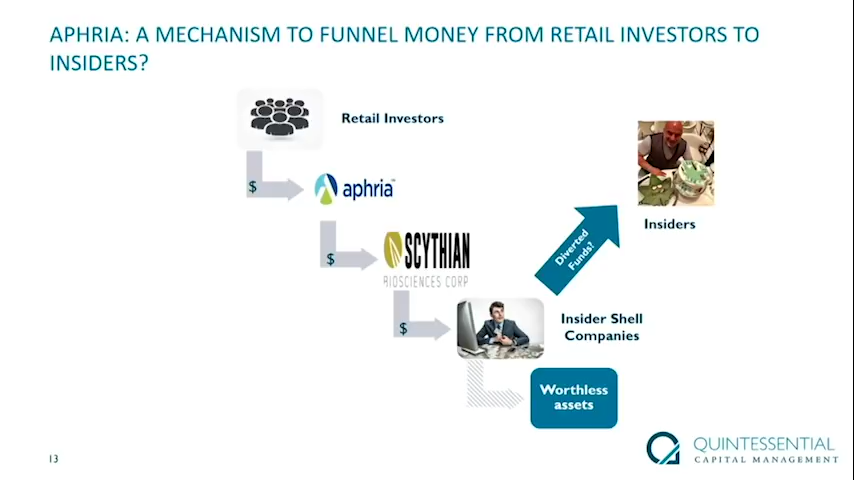 APHRIA: A MECHANISM TO FUNNEL MONEY FROM RETAIL INVESTORS TO
INSIDERS?
Retail Investors
$
aphria™
$
SCYTHIAN
BIOSCIENCES CORP
$
Diverted
Funds?
Insiders
Insider Shell
Companies
Worthless
assets
13
QUINTESSENTIAL
CAPITAL MANAGEMENT